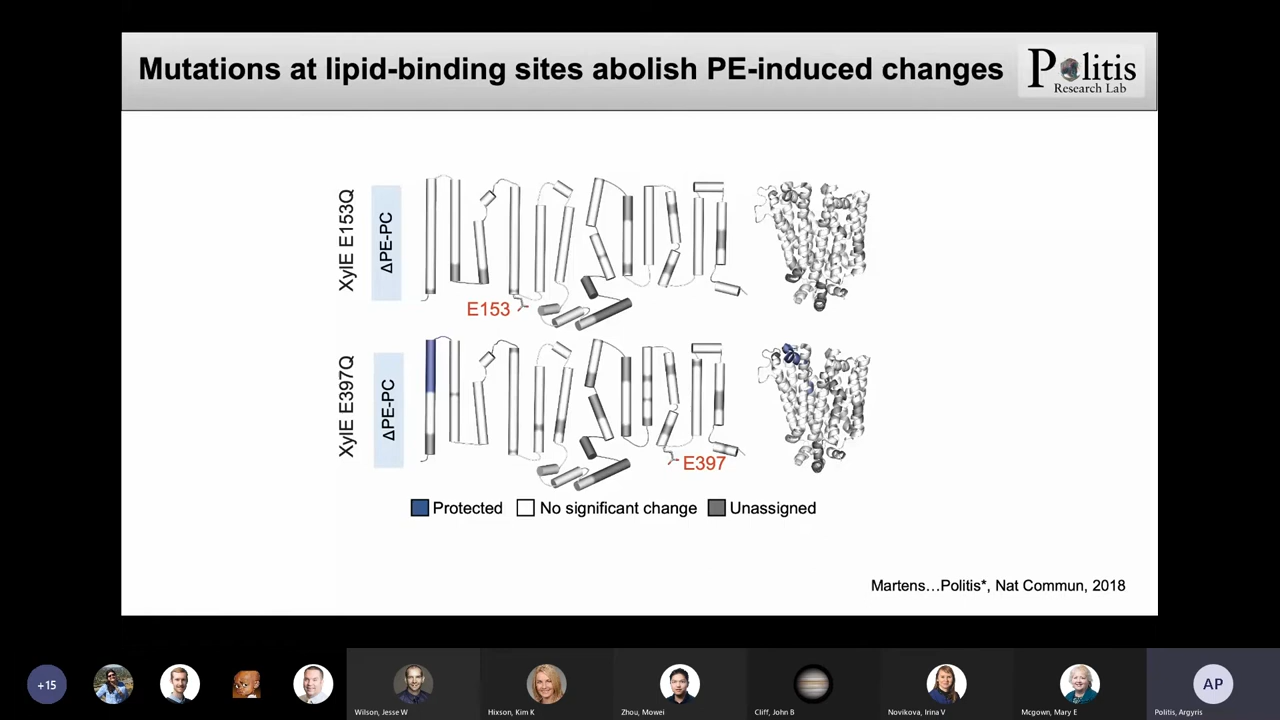 Mutations at lipid-binding sites abolish PE-induced changes
Politis
Research Lab
XylE E153Q
ΔPE-PC
E153
XylE E397Q
ΔPE-PC
E397
Protected
No significant change
Unassigned
Martens…Politis*, Nat Commun, 2018
+15
AP
Wilson, Jesse W
Hixson, Kim K
Zhou, Mowei
Cliff, John B
Novikova, Irina V
Mcgown, Mary E
Politis, Argyris